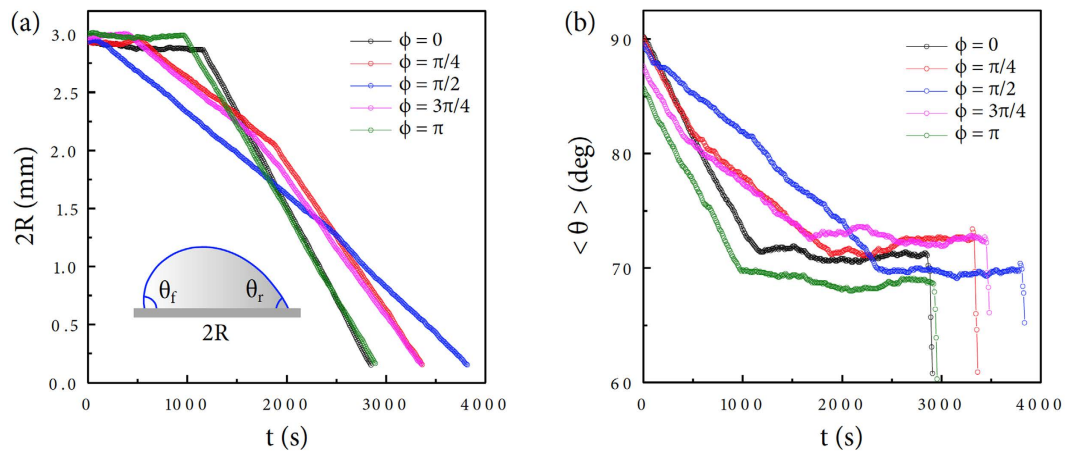 (a)
2R (mm)
3.0
2.5
2.0
1.5
1.0
0.5
0.0
ϕ = 0
ϕ = π/4
ϕ = π/2
ϕ = 3π/4
ϕ = π
θf
θr
2R
0
1000
2000
3000
4000
t (s)
(b)
< θ > (deg)
90
80
70
60
ϕ = 0
ϕ = π/4
ϕ = π/2
ϕ = 3π/4
ϕ = π
0
1000
2000
3000
4000
t (s)